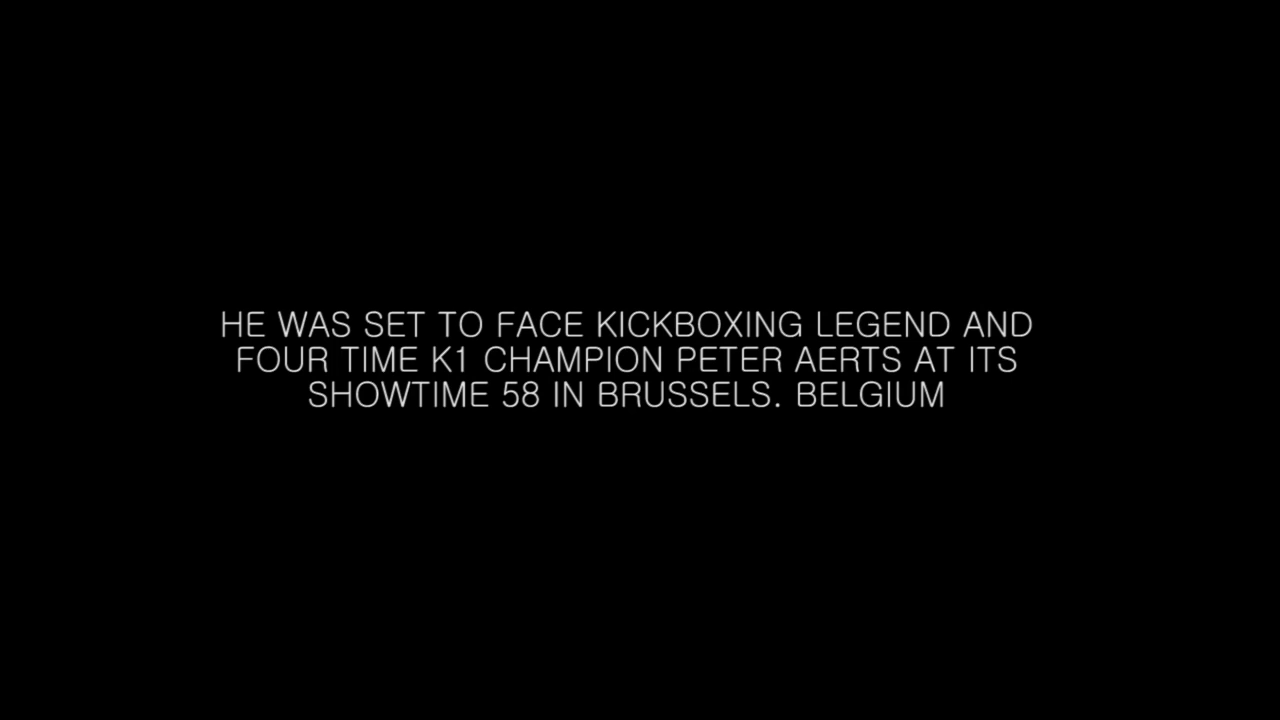 HE WAS SET TO FACE KICKBOXING LEGEND AND
FOUR TIME K1 CHAMPION PETER AERTS AT ITS
SHOWTIME 58 IN BRUSSELS. BELGIUM